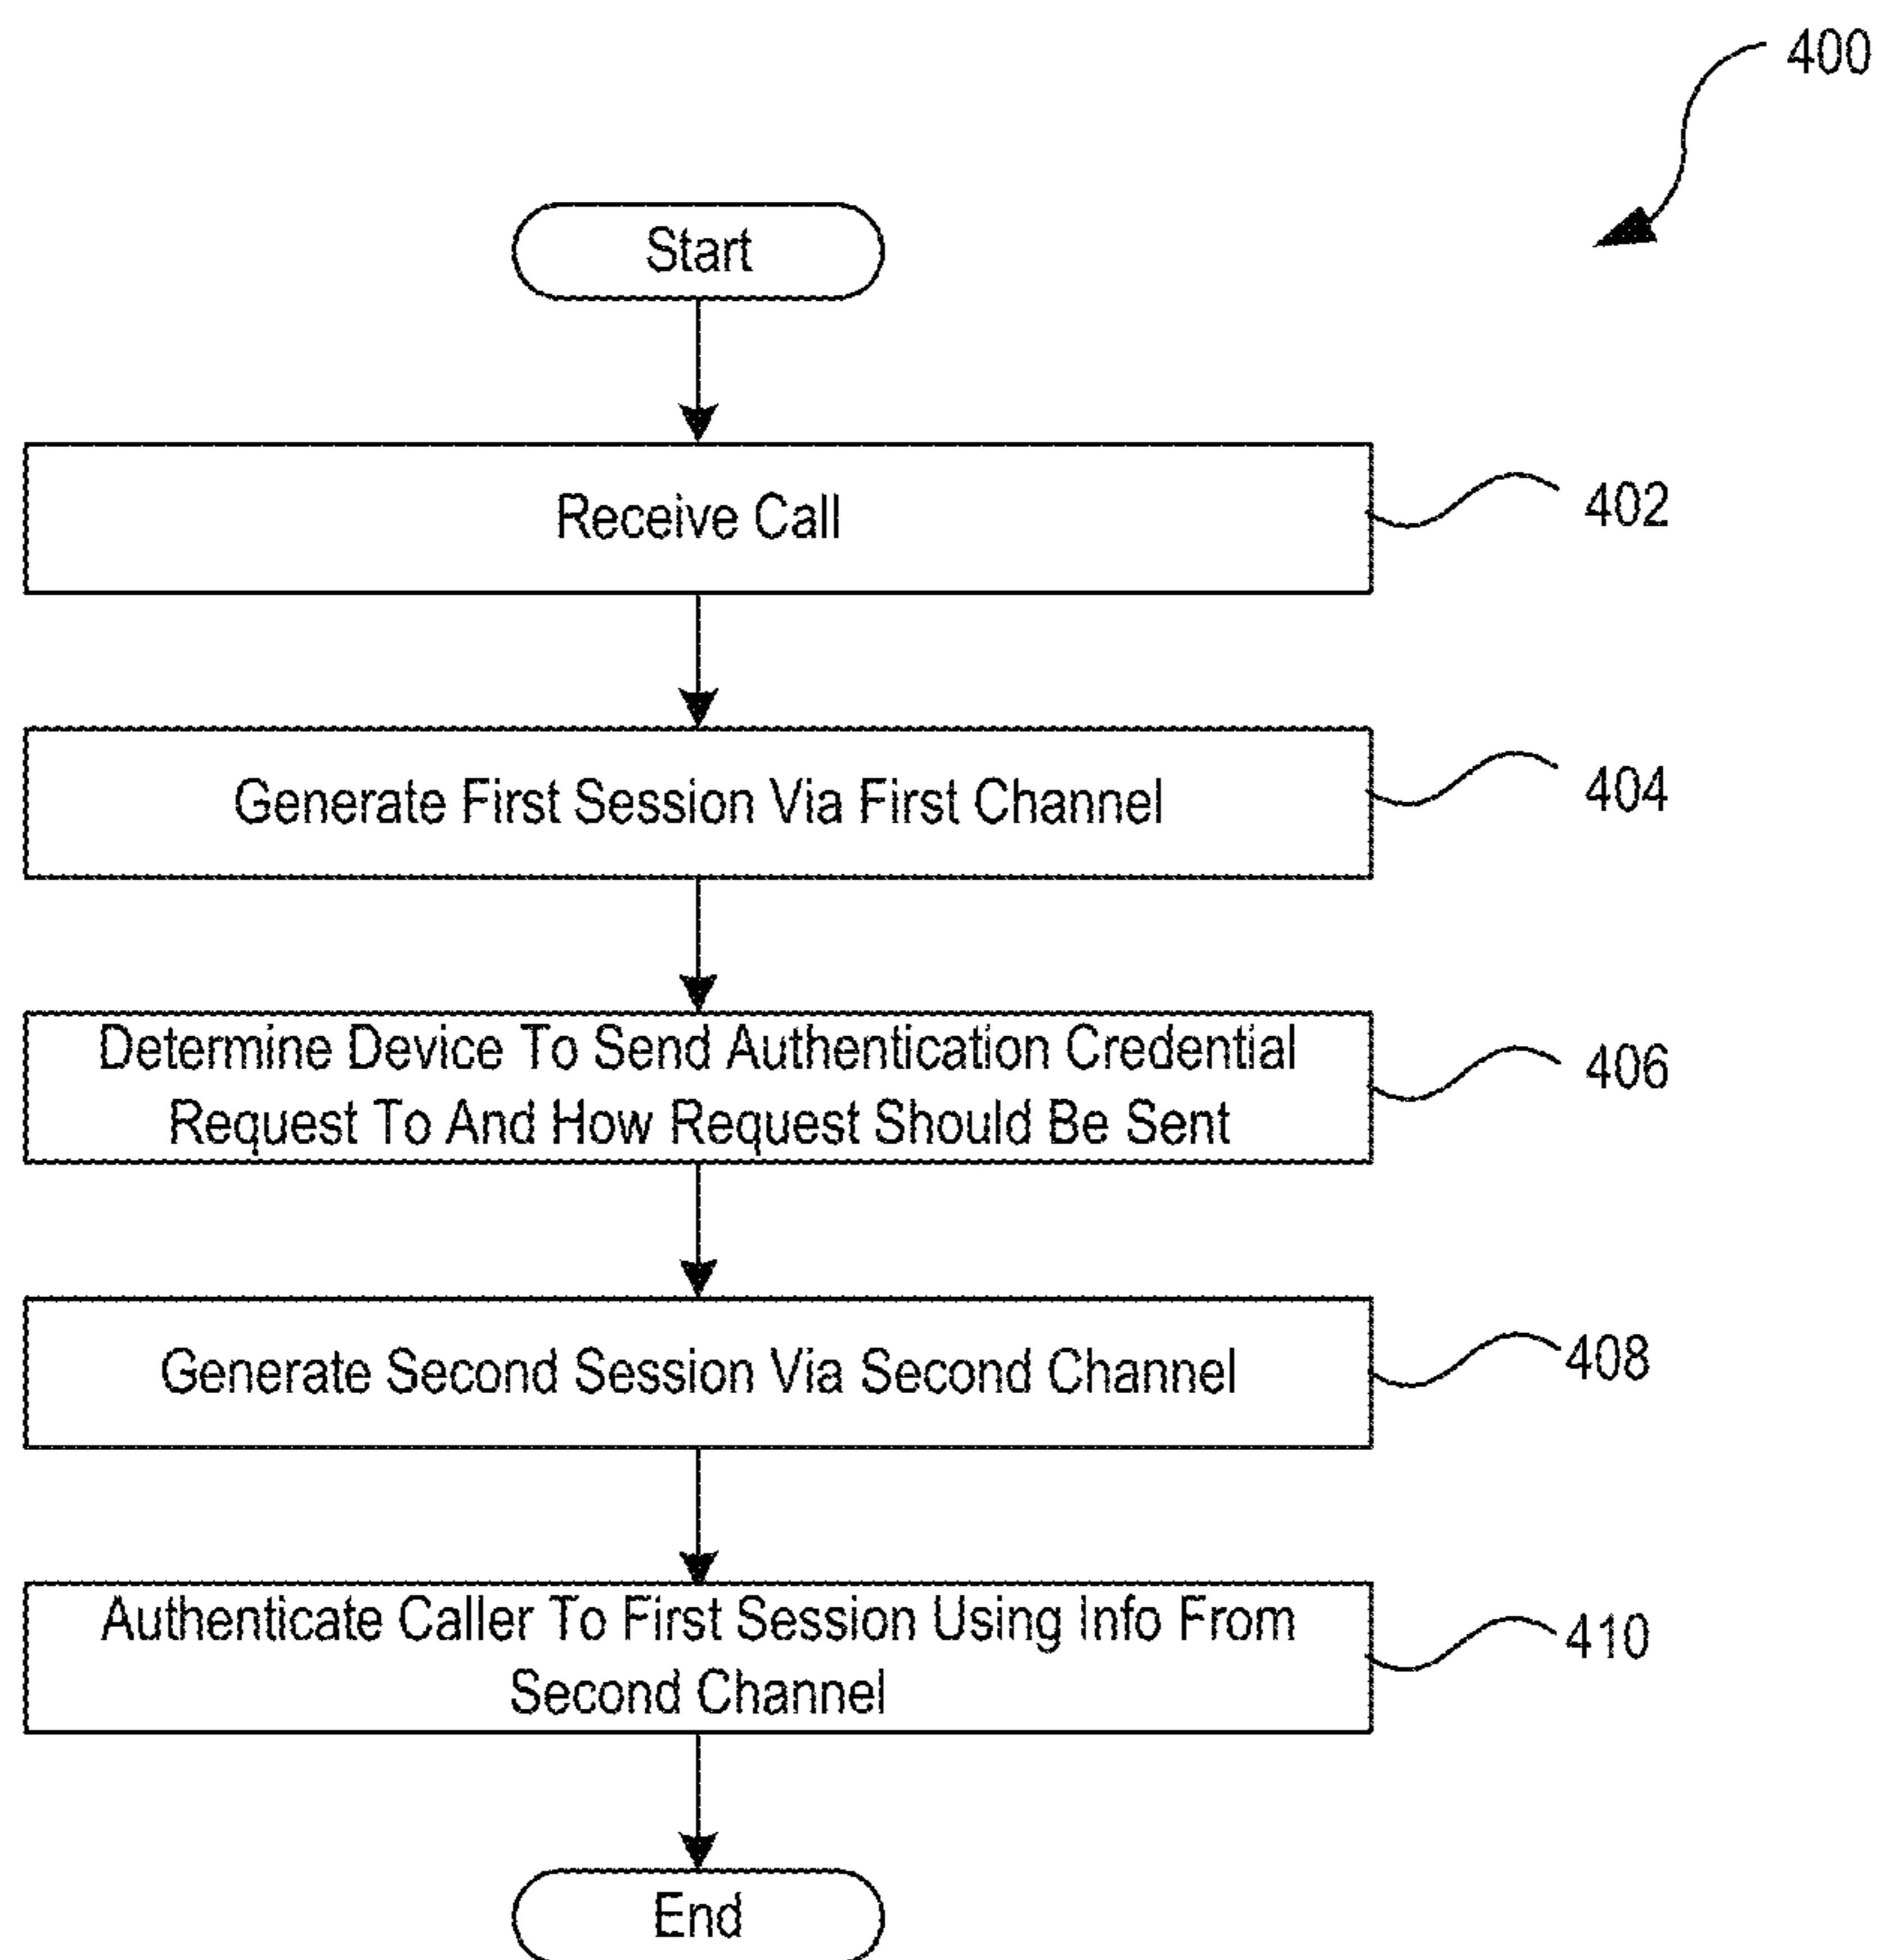 400
Start
Receive Call
402
Generate First Session Via First Channel
404
Determine Device To Send Authentication Credential
Request To And How Request Should Be Sent
406
Generate Second Session Via Second Channel
408
Authenticate Caller To First Session Using Info From
Second Channel
410
End